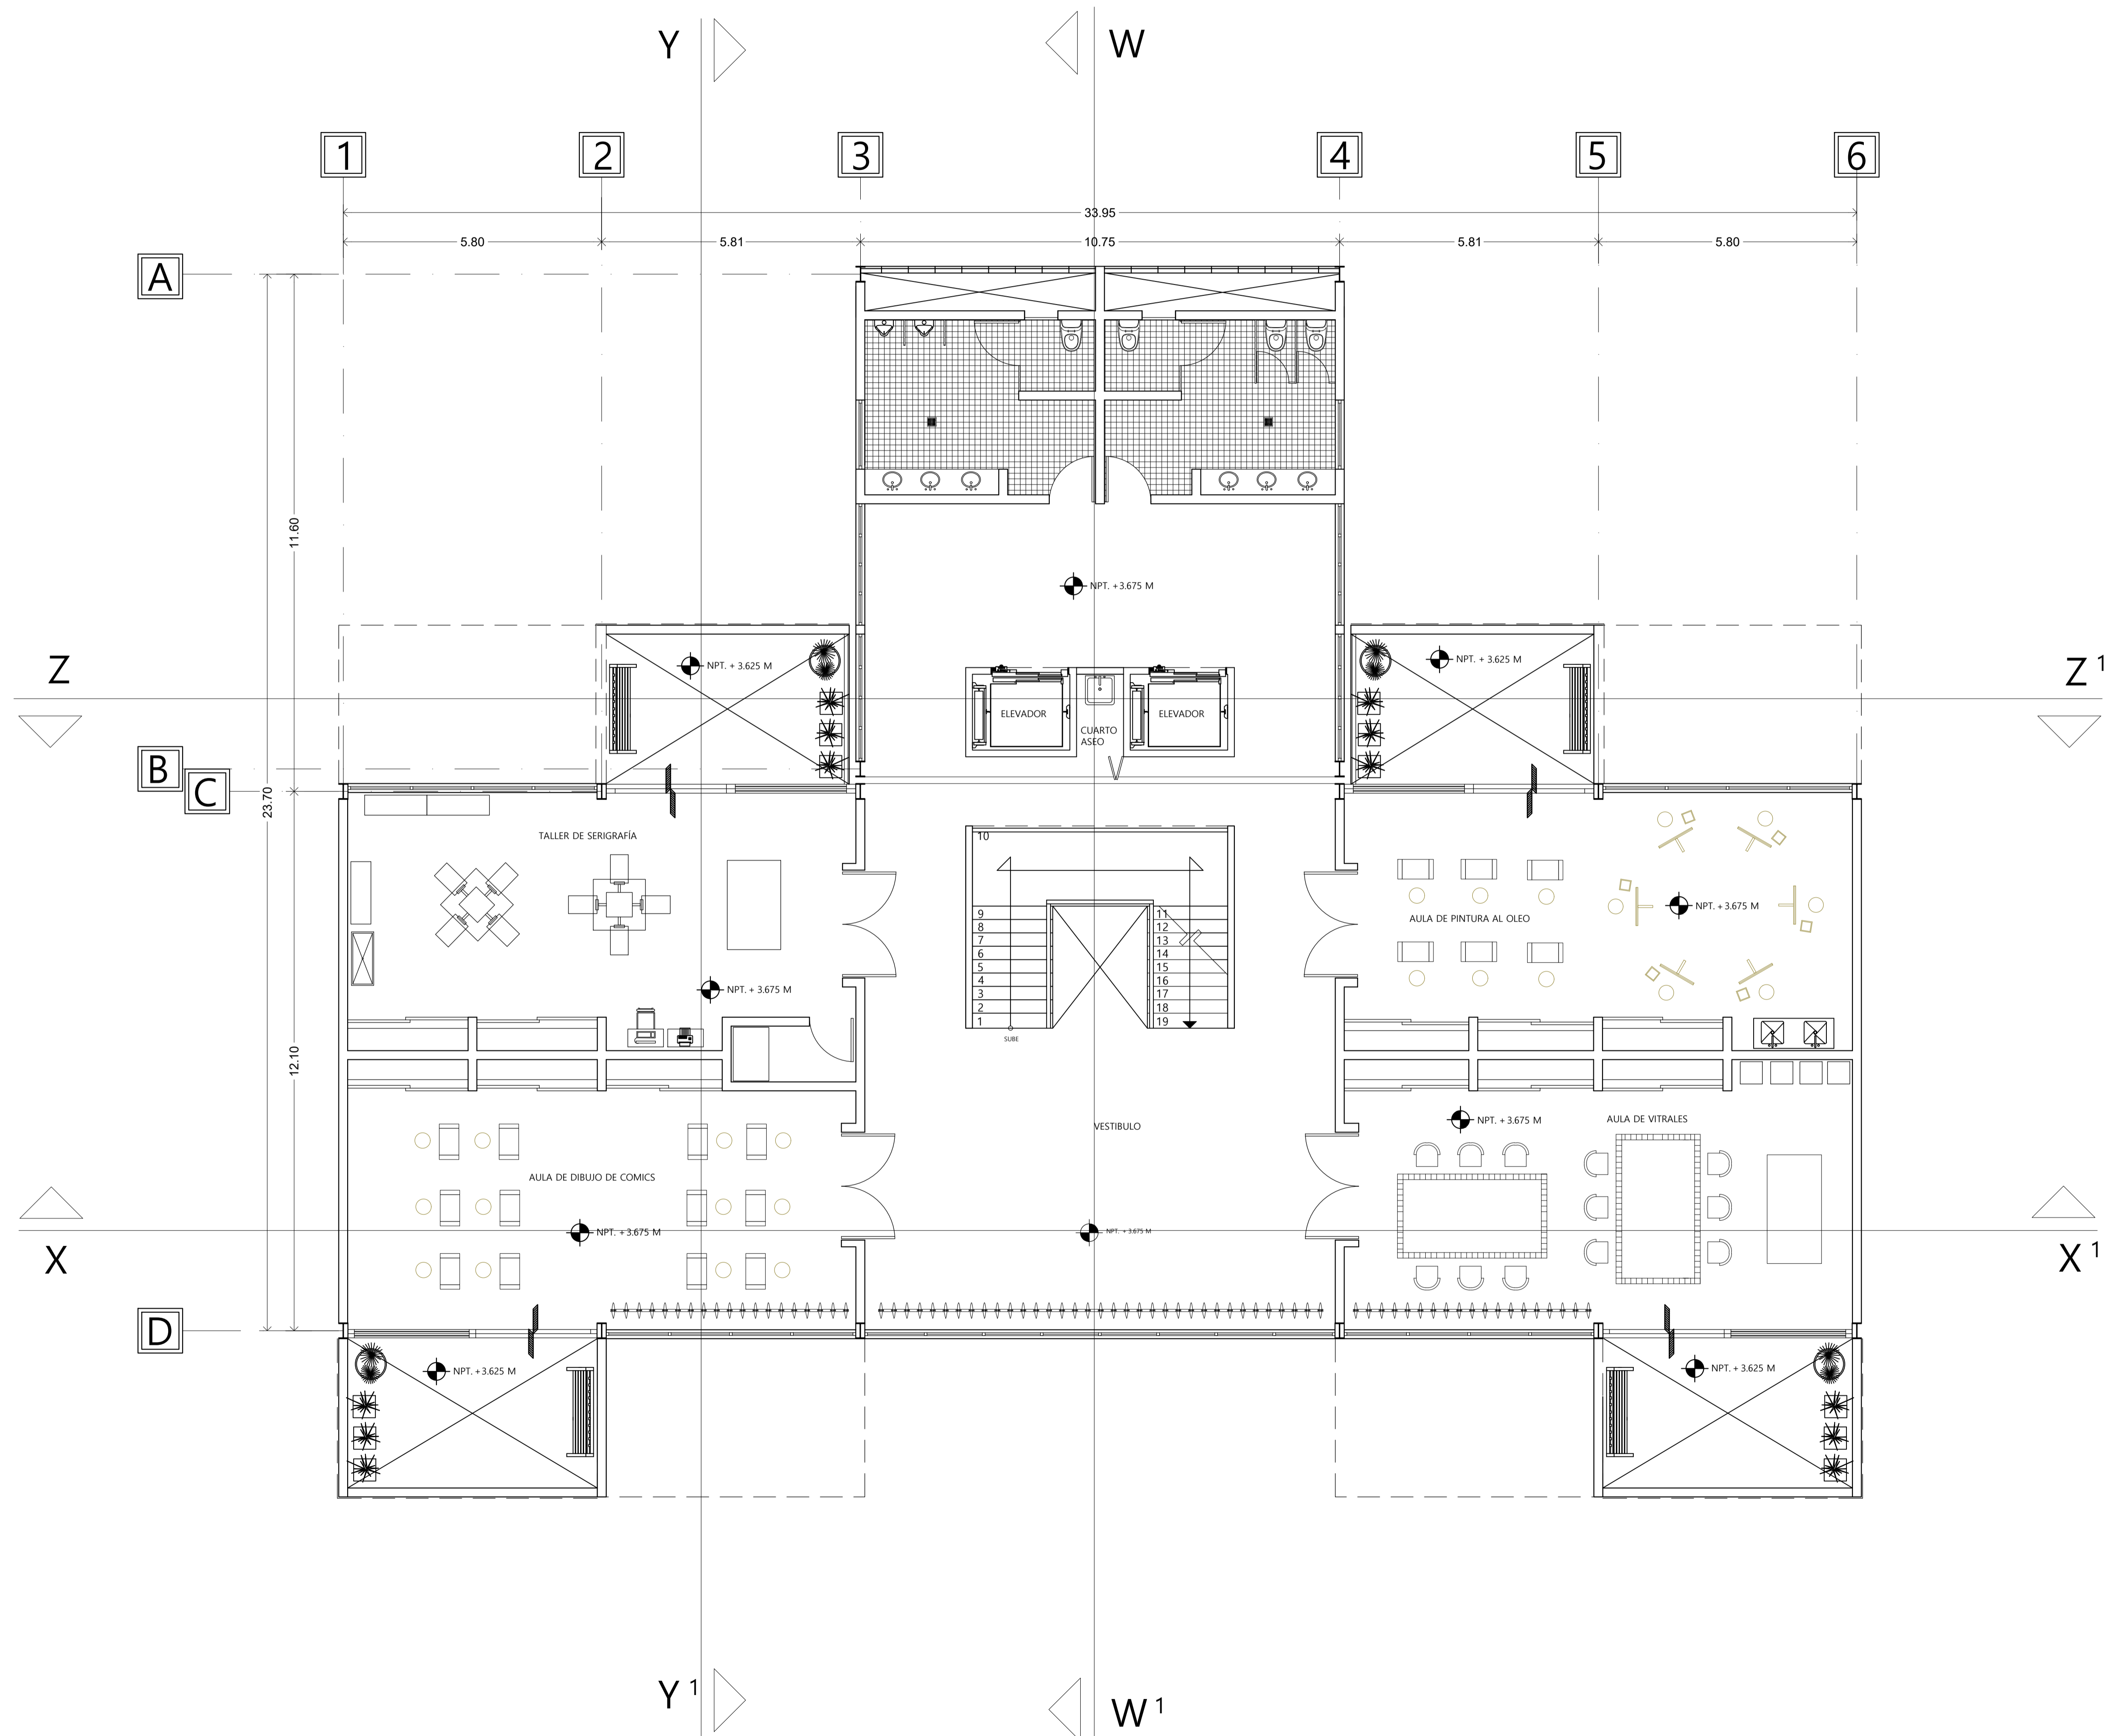 Y
W
1
2
3
4
5
6
33.95
5.80
5.81
10.75
5.81
5.80
A
11.60
NPT. +3.675 M
NPT. + 3.625 M
NPT. + 3.625 M
Z
Z 1
ELEVADOR
ELEVADOR
CUARTO
ASEO
B
C
23.70
TALLER DE SERIGRAFÍA
10
9
8
7
6
5
4
3
2
1
11
12
13
14
15
16
17
18
19
SUBE
AULA DE PINTURA AL OLEO
NPT. +3.675 M
NPT. + 3.675 M
12.10
VESTIBULO
NPT. +3.675 M
AULA DE VITRALES
AULA DE DIBUJO DE COMICS
NPT. +3.675 M
NPT. +3.675 M
X
X 1
D
NPT. +3.625 M
NPT. +3.625 M
Y 1
W 1